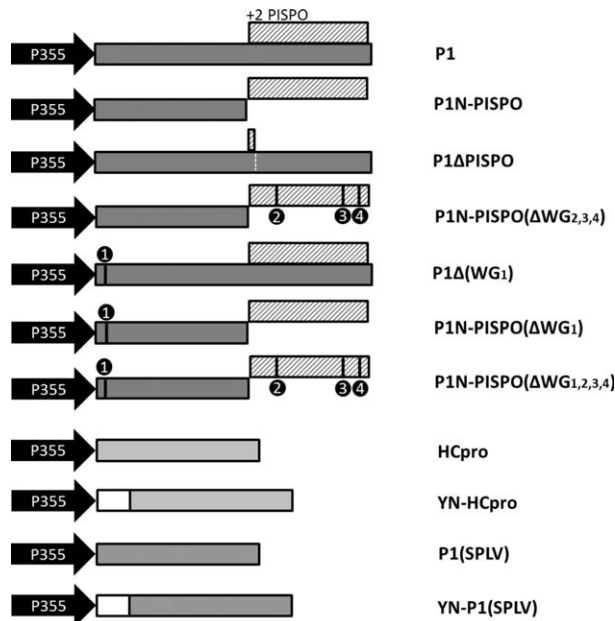 +2 PISPO
P355 P1
P355 P1N-PISPO
P355 P1ΔPISPO
P355 P1N-PISPO(ΔWG2,3,4)
2 3 4
1
P355 P1Δ(WG1)
1
P355 P1N-PISPO(ΔWG1)
1
P355 P1N-PISPO(ΔWG1,2,3,4)
2 3 4
P355 HCpro
P355 YN-HCpro
P355 P1(SPLV)
P355 YN-P1(SPLV)